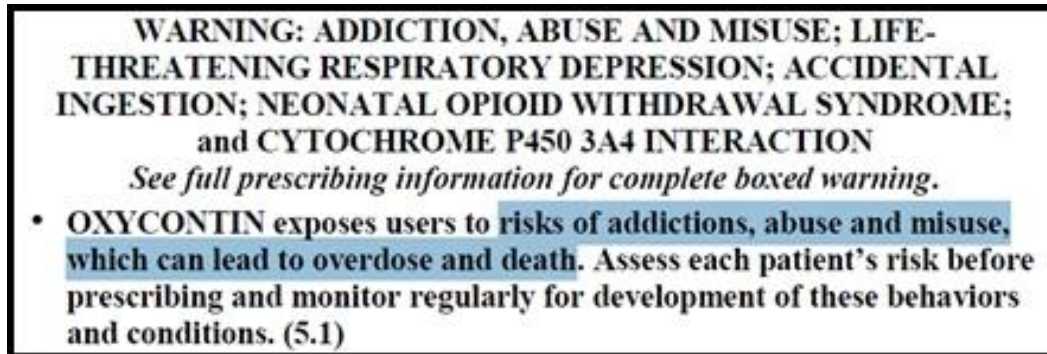 WARNING: ADDICTION, ABUSE AND MISUSE; LIFE-
THREATENING RESPIRATORY DEPRESSION; ACCIDENTAL
INGESTION; NEONATAL OPIOID WITHDRAWAL SYNDROME;
and CYTOCHROME P450 3A4 INTERACTION
See full prescribing information for complete boxed warning.
• OXYCONTIN exposes users to risks of addictions, abuse and misuse,
which can lead to overdose and death. Assess each patient’s risk before
prescribing and monitor regularly for development of these behaviors
and conditions. (5.1)